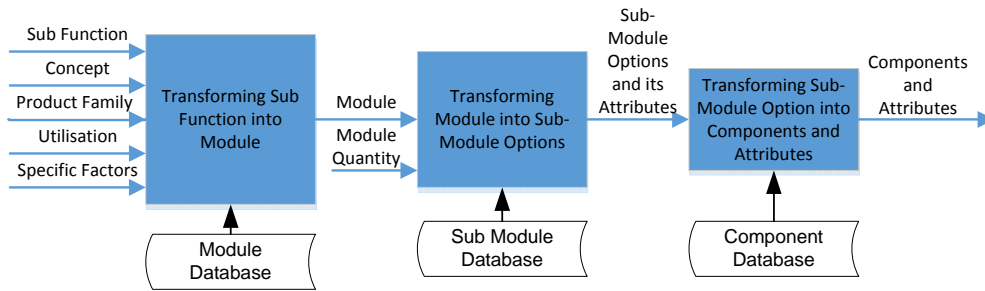 Sub Function
Concept
Product Family
Utilisation
Specific Factors
Transforming Sub
Function into
Module
Module
Database
Module
Module
Quantity
Transforming
Module into Sub-
Module Options
Sub Module
Database
Sub-
Module
Options
and its
Attributes
Transforming Sub-
Module Option into
Components and
Attributes
Component
Database
Components
and
Attributes